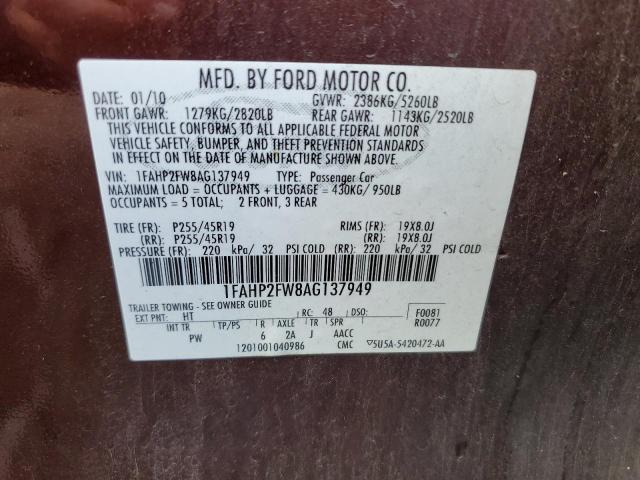 MFD. BY FORD MOTOR CO.
DATE: 01/10 GVWR: 2386KG/5260LB
FRONT GAWR: 1279KG/2820LB REAR GAWR: 1143KG/2520LB
THIS VEHICLE CONFORMS TO ALL APPLICABLE FEDERAL MOTOR
VEHICLE SAFETY, BUMPER, AND THEFT PREVENTION STANDARDS
IN EFFECT ON THE DATE OF MANUFACTURE SHOWN ABOVE.
VIN: 1FAHP2FW8AG137949 TYPE: Passenger Car
MAXIMUM LOAD = OCCUPANTS + LUGGAGE = 430KG/950LB
OCCUPANTS = 5 TOTAL; 2 FRONT, 3 REAR
TIRE (FR): P255/45R19 RIMS (FR): 19X8.0J
(RR): P255/45R19 (RR): 19X8.0J
PRESSURE (FR): 220 kPa/ 32 PSI COLD (RR): 220 kPa/ 32 PSI COLD
1FAHP2FW8AG137949
TRAILER TOWING - SEE OWNER GUIDE
EXT PNT: HT RC: 48 DSO: F0081
R0077
INT TR TP/PS R AXLE TR SPR
PW 6 2A J AACC
1201001040986 CMC ▽5U5A-5420472-AA